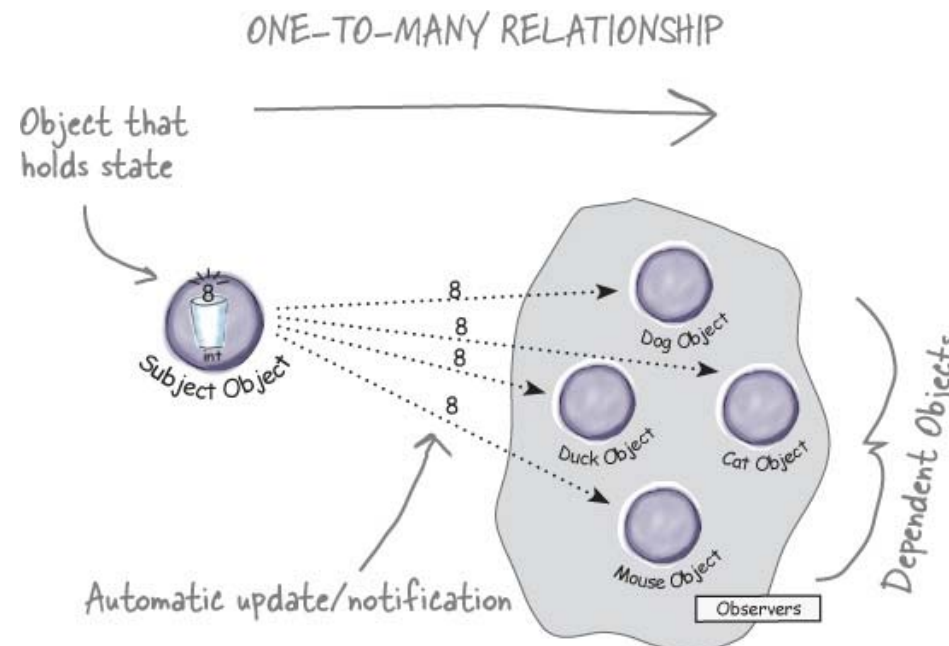 ONE-TO-MANY RELATIONSHIP
Object that
holds state
8
int
Subject Object
8
8
8
8
Dog Object
Duck Object
Cat Object
Mouse Object
Observers
Dependent Objects
Automatic update/notification